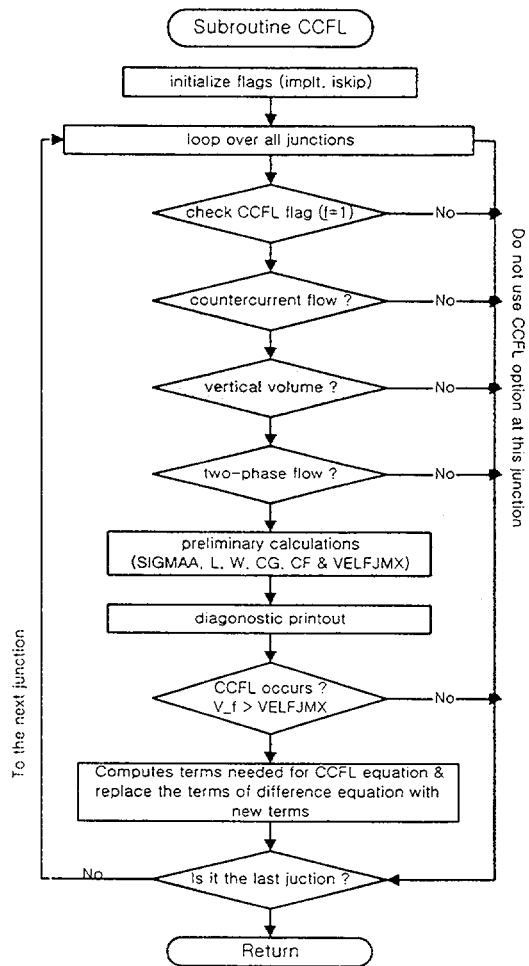 Subroutine CCFL
initialize flags (implt. iskip)
loop over all junctions
check CCFL flag (f=1)
No
countercurrent flow ?
No
vertical volume ?
No
two-phase flow ?
No
preliminary calculations
(SIGMAA, L, W, CG, CF & VELFJMX)
diagonostic printout
CCFL occurs ?
V_f > VELFJMX
No
Computes terms needed for CCFL equation &
replace the terms of difference equation with
new terms
Is it the last juction ?
No
Return
To the next junction
Do not use CCFL option at this junction